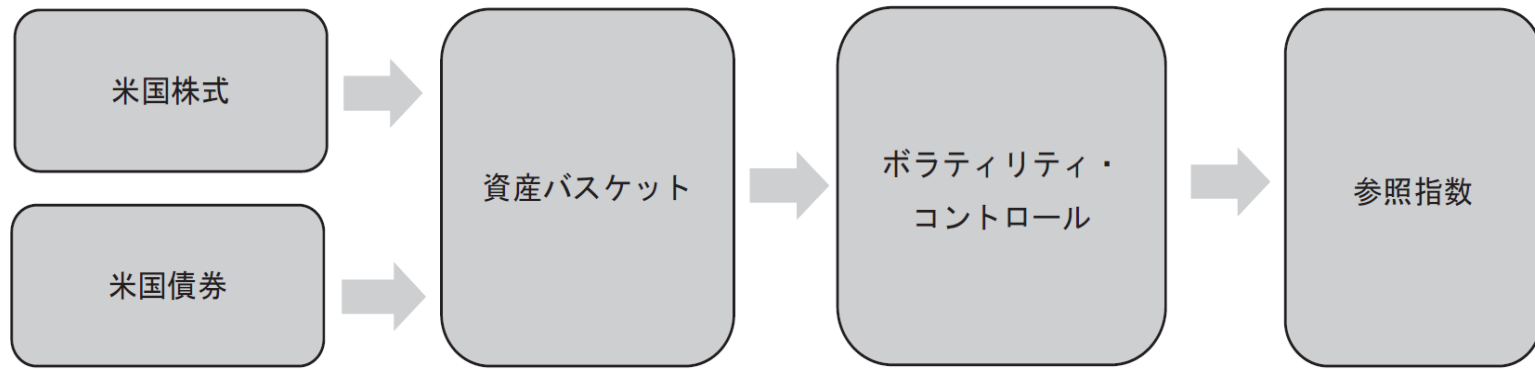 米国株式
米国債券
資産バスケット
ボラティリティ・
コントロール
参照指数